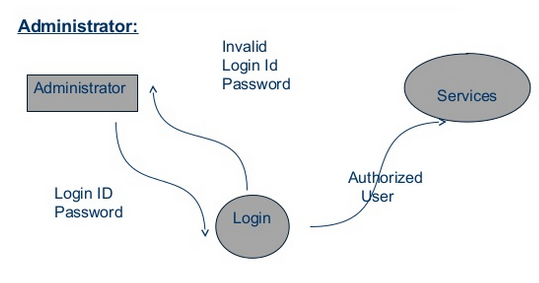 Administrator:
Invalid
Login Id
Password
Administrator
Services
Authorized
User
Login ID
Password
Login